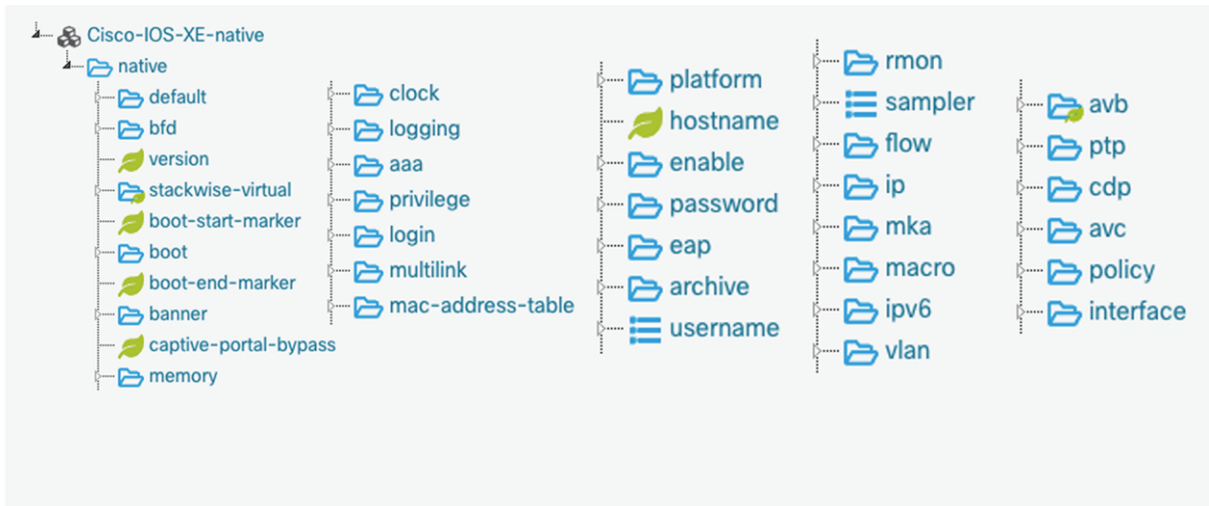 Cisco-IOS-XE-native
native
default
bfd
version
stackwise-virtual
boot-start-marker
boot
boot-end-marker
banner
captive-portal-bypass
memory
clock
logging
aaa
privilege
login
multilink
mac-address-table
platform
hostname
enable
password
eap
archive
username
rmon
sampler
flow
ip
mka
macro
ipv6
vlan
avb
ptp
cdp
avc
policy
interface